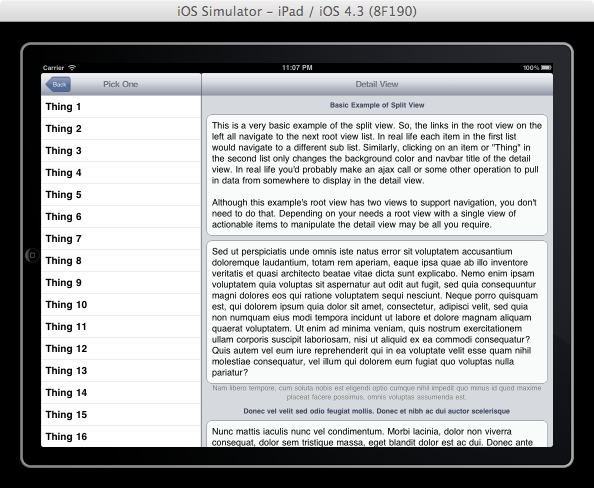 iOS Simulator - iPad / iOS 4.3 (8F190)
Carrier 11:07 PM 100%
Back Pick One
Thing 1
Thing 2
Thing 3
Thing 4
Thing 5
Thing 6
Thing 7
Thing 8
Thing 9
Thing 10
Thing 11
Thing 12
Thing 13
Thing 14
Thing 15
Thing 16
Detail View
Basic Example of Split View
This is a very basic example of the split view. So, the links in the root view on the
left all navigate to the next root view list. In real life each item in the first list
would navigate to a different sub list. Similarly, clicking on an item or "Thing" in
the second list only changes the background color and navbar title of the detail
view. In real life you'd probably make an ajax call or some other operation to pull
in data from somewhere to display in the detail view.
Although this example's root view has two views to support navigation, you don't
need to do that. Depending on your needs a root view with a single view of
actionable items to manipulate the detail view may be all you require.
Sed ut perspiciatis unde omnis iste natus error sit voluptatem accusantium
doloremque laudantium, totam rem aperiam, eaque ipsa quae ab illo inventore
veritatis et quasi architecto beatae vitae dicta sunt explicabo. Nemo enim ipsam
voluptatem quia voluptas sit aspernatur aut odit aut fugit, sed quia consequuntur
magni dolores eos qui ratione voluptatem sequi nesciunt. Neque porro quisquam
est, qui dolorem ipsum quia dolor sit amet, consectetur, adipisci velit, sed quia
non numquam eius modi tempora incidunt ut labore et dolore magnam aliquam
quaerat voluptatem. Ut enim ad minima veniam, quis nostrum exercitationem
ullam corporis suscipit laboriosam, nisi ut aliquid ex ea commodi consequatur?
Quis autem vel eum iure reprehenderit qui in ea voluptate velit esse quam nihil
molestiae consequatur, vel illum qui dolorem eum fugiat quo voluptas nulla
pariatur?
Nam libero tempore, cum soluta nobis est eligendi optio cumque nihil impedit quo minus id quod maxime
placeat facere possimus, omnis voluptas assumenda est.
Donec vel velit sed odio feugiat mollis. Donec et nibh ac dui auctor scelerisque
Nunc mattis iaculis nunc vel condimentum. Morbi lacinia, dolor non viverra
consequat, dolor sem tristique massa, eget blandit dolor est ac dui. Donec ante